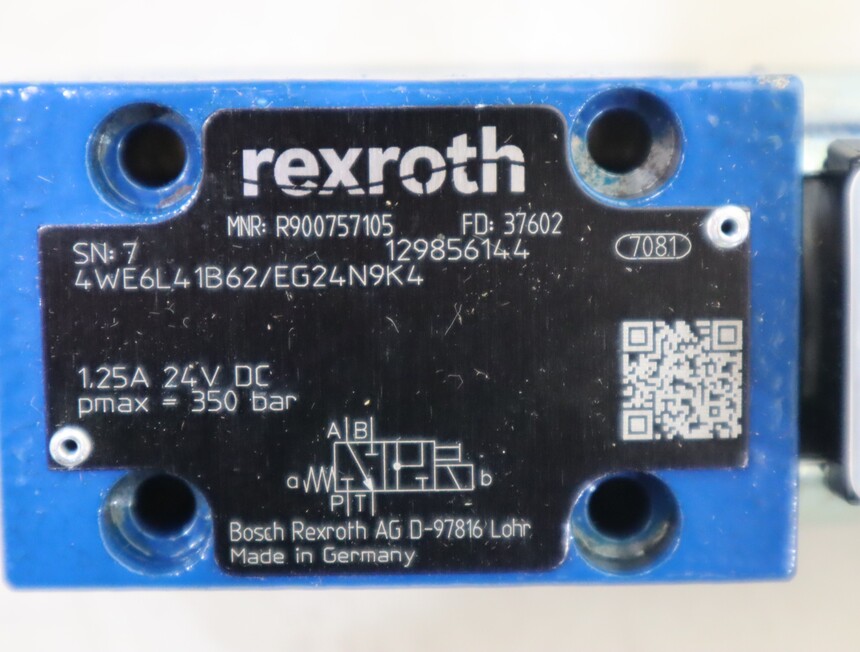 rexroth
MNR: R900757105 FD: 37602
SN: 7 129856144 7081
4WE6L41B62/EG24N9K4
1.25A 24V DC
pmax = 350 bar
A B
a b
P T
Bosch Rexroth AG D-97816 Lohr
Made in Germany